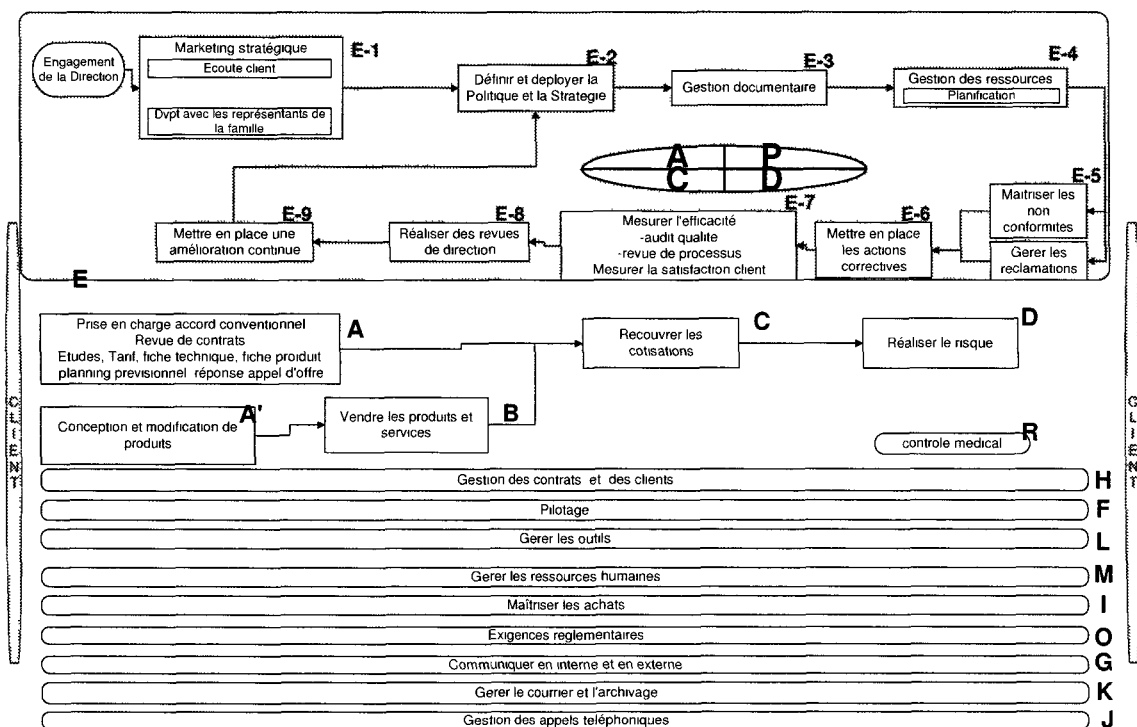 Engagement
de la Direction
Marketing stratégique
E-1
Ecoute client
Dvpt avec les représentants de
la famille
E-2
Définir et deployer la
Politique et la Strategie
E-3
Gestion documentaire
E-4
Gestion des ressources
Planification
A P
C D
E-5
Maitriser les
non
conformites
Gerer les
reclamations
E-6
Mettre en place
les actions
correctives
E-7
Mesurer l'efficacité
-audit qualite
-revue de processus
Mesurer la satisfaction client
E-8
Réaliser des revues
de direction
E-9
Mettre en place une
amélioration continue
E
CLIENT
CLIENT
Prise en charge accord conventionnel
Revue de contrats
Etudes, Tarif, fiche technique, fiche produit
planning previsionnel réponse appel d'offre
A
Recouvrer les
cotisations
C
Réaliser le risque
D
Conception et modification de
produits
A'
Vendre les produits et
services
B
controle medical
R
Gestion des contrats et des clients
H
Pilotage
F
Gerer les outils
L
Gerer les ressources humaines
M
Maîtriser les achats
I
Exigences reglementaires
O
Communiquer en interne et en externe
G
Gerer le courrier et l'archivage
K
Gestion des appels teléphoniques
J